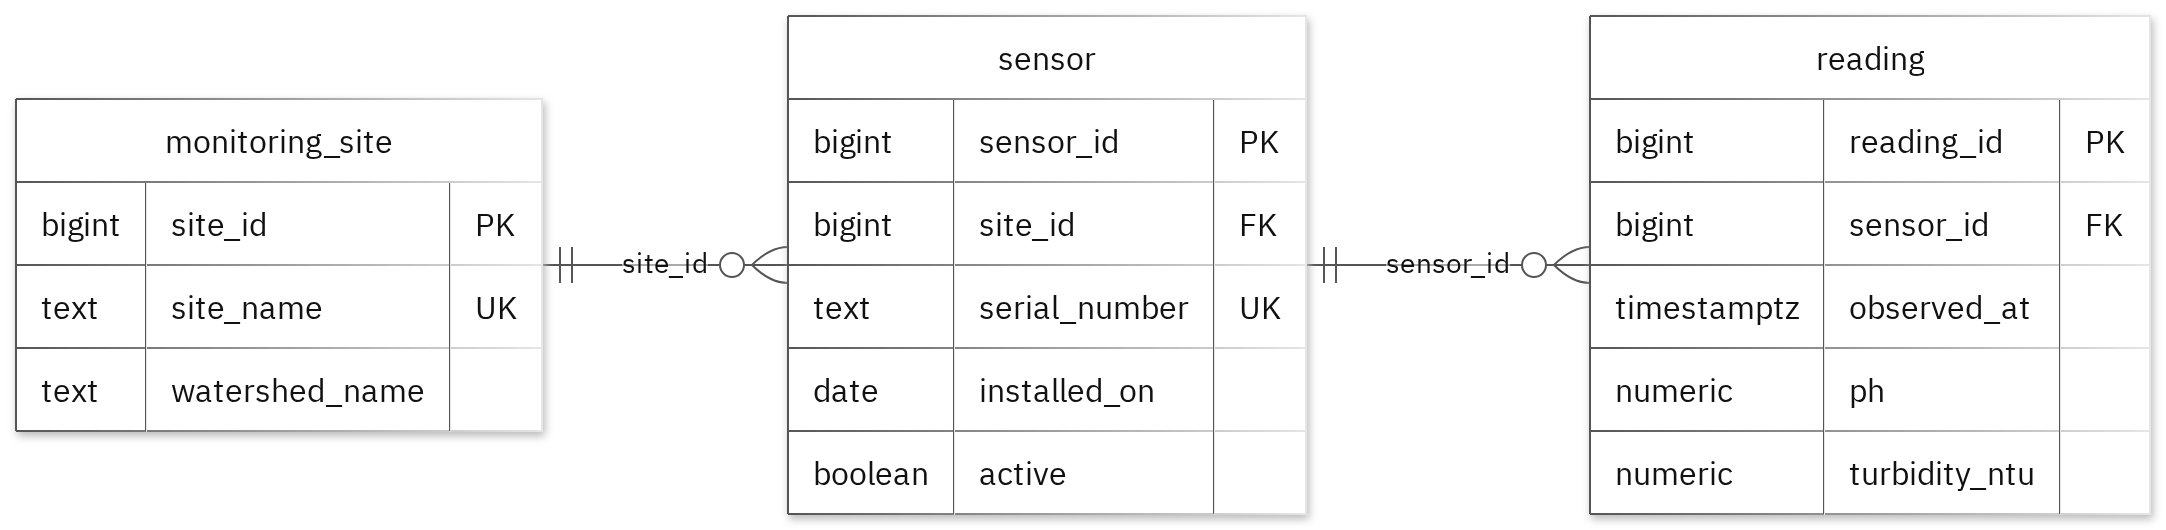 monitoring_site
bigint site_id PK
text site_name UK
text watershed_name
site_id
sensor
bigint sensor_id PK
bigint site_id FK
text serial_number UK
date installed_on
boolean active
sensor_id
reading
bigint reading_id PK
bigint sensor_id FK
timestamptz observed_at
numeric ph
numeric turbidity_ntu